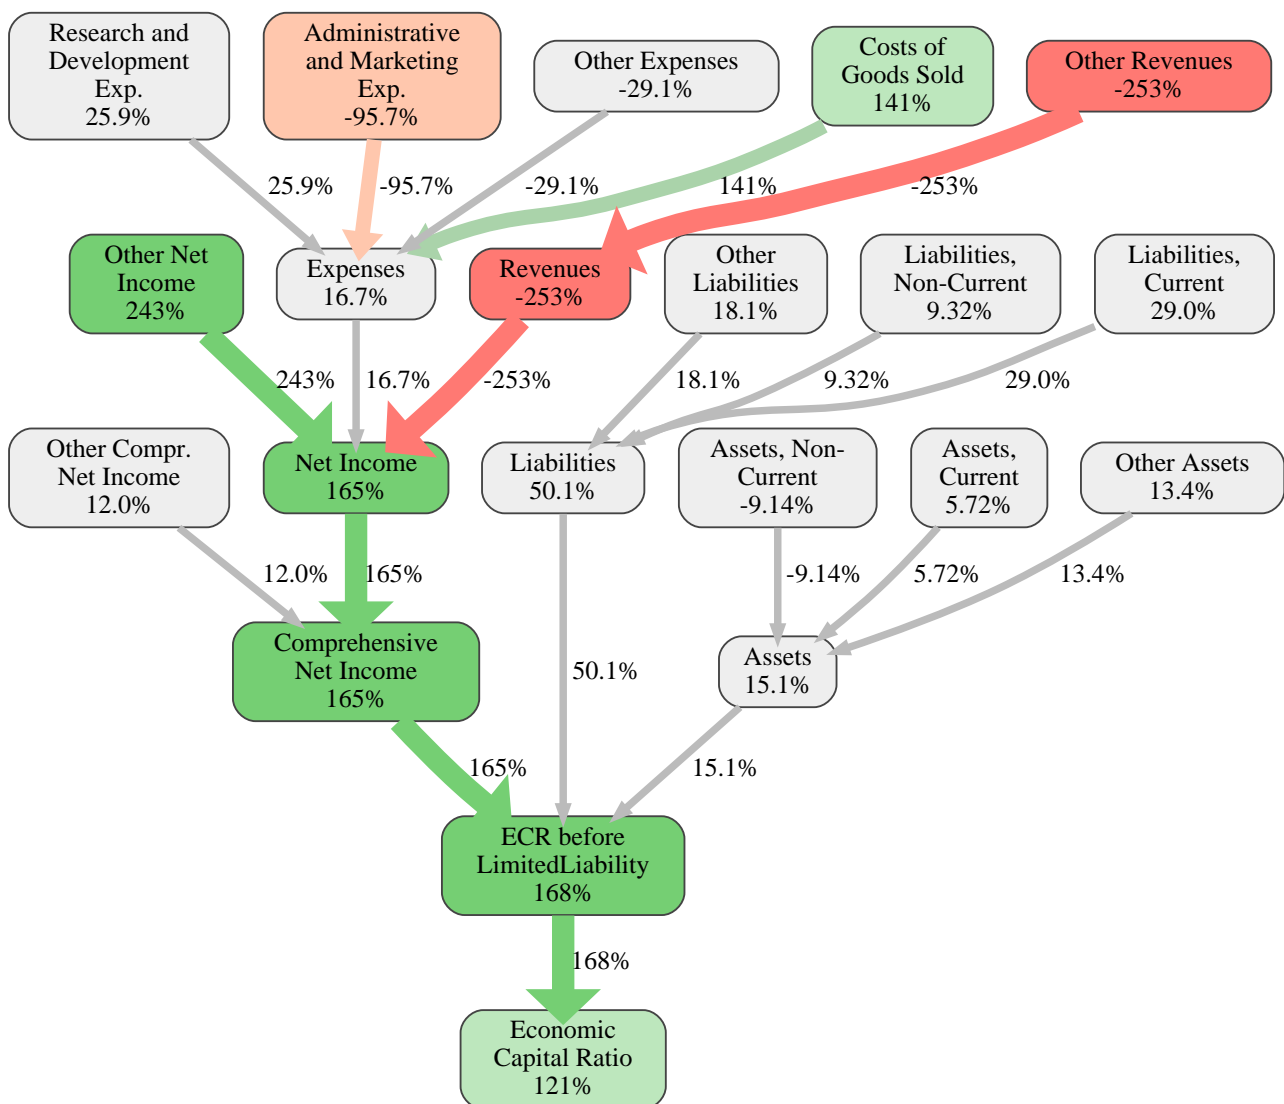 Research and
Development
Exp.
25.9%
Administrative
and Marketing
Exp.
-95.7%
Other Expenses
-29.1%
Costs of
Goods Sold
141%
Other Revenues
-253%
25.9%
-95.7%
-29.1%
141%
-253%
Other Net
Income
243%
Expenses
16.7%
Revenues
-253%
Other
Liabilities
18.1%
Liabilities,
Non-Current
9.32%
Liabilities,
Current
29.0%
243%
16.7%
-253%
18.1%
9.32%
29.0%
Other Compr.
Net Income
12.0%
Net Income
165%
Liabilities
50.1%
Assets, Non-
Current
-9.14%
Assets,
Current
5.72%
Other Assets
13.4%
12.0%
165%
-9.14%
5.72%
13.4%
Comprehensive
Net Income
165%
50.1%
Assets
15.1%
165%
15.1%
ECR before
LimitedLiability
168%
168%
Economic
Capital Ratio
121%